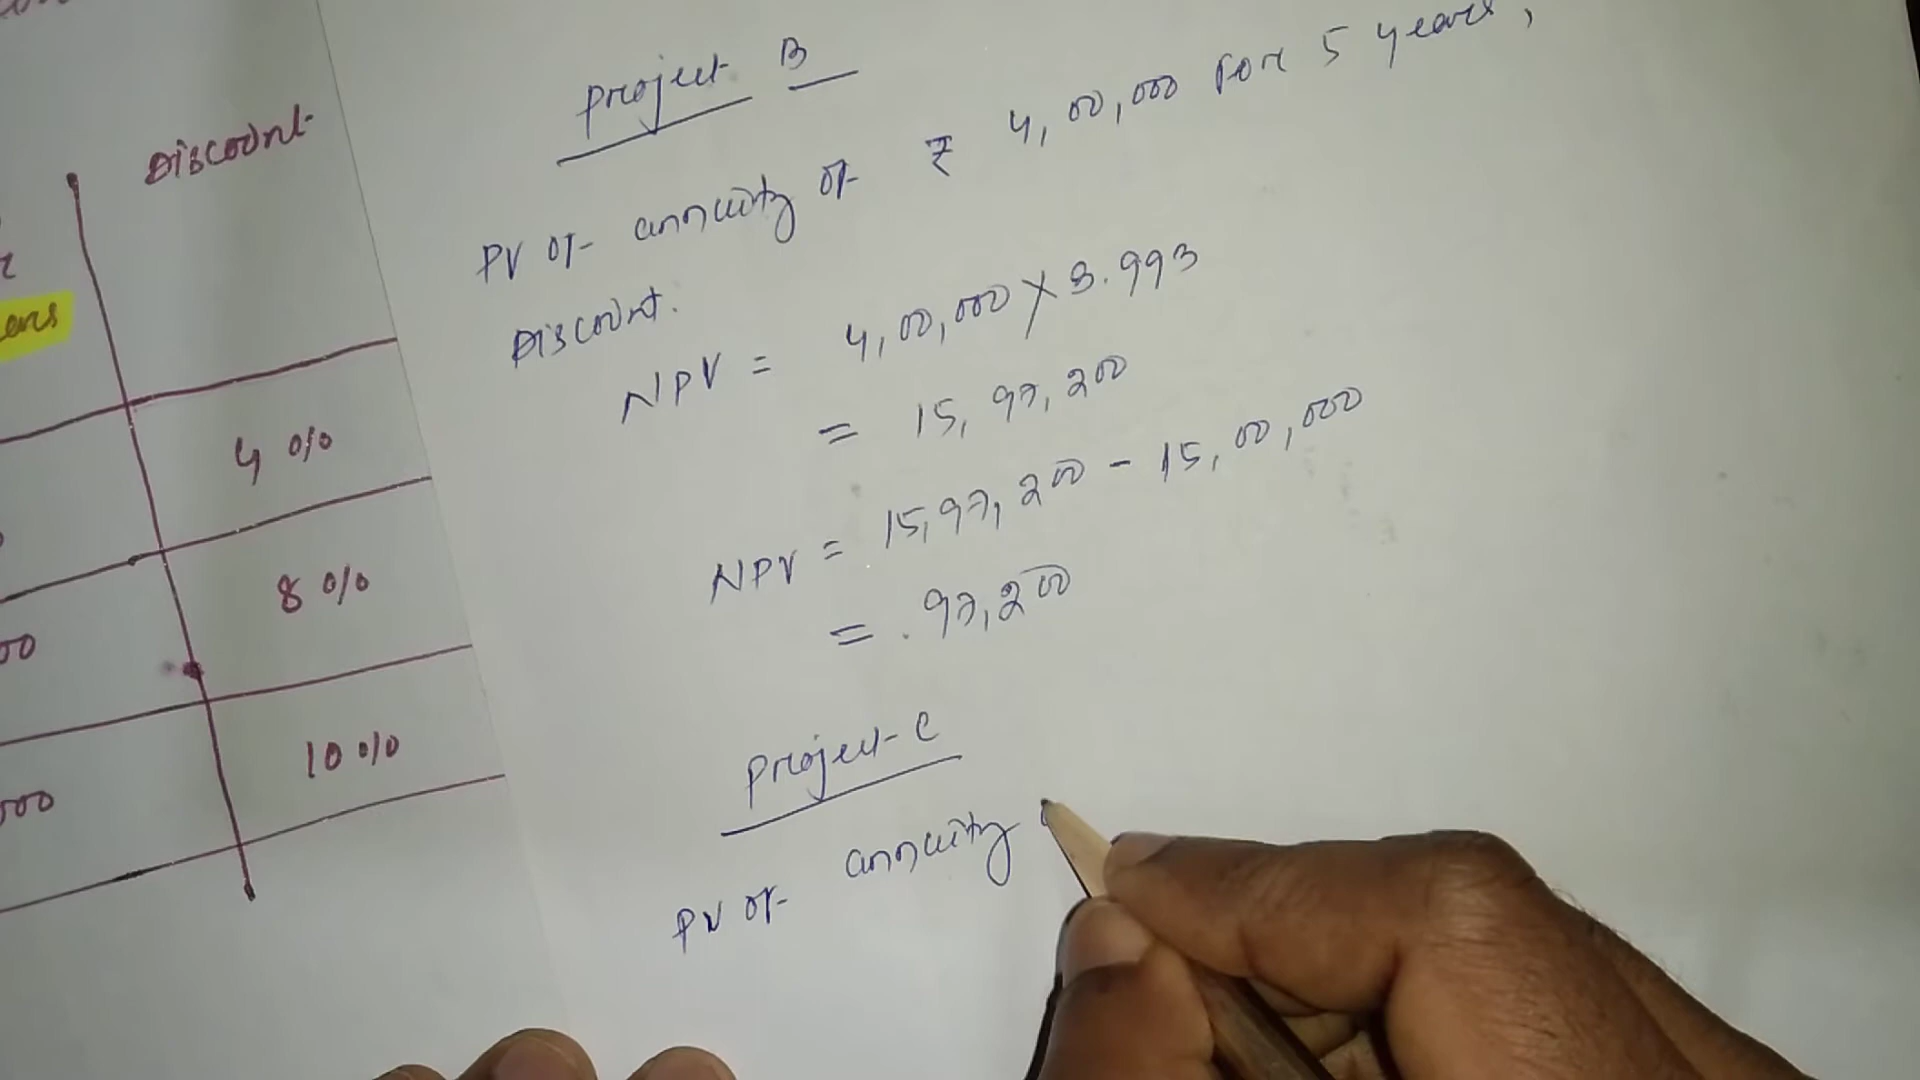 Discount
4 %
8 %
10 %
Project B
PV of annuity of ₹ 4,00,000 for 5 years,
Discount.
NPV = 4,00,000 × 3.993
= 15,97,200
NPV = 15,97,200 - 15,00,000
= 97,200
Project-C
PV of annuity